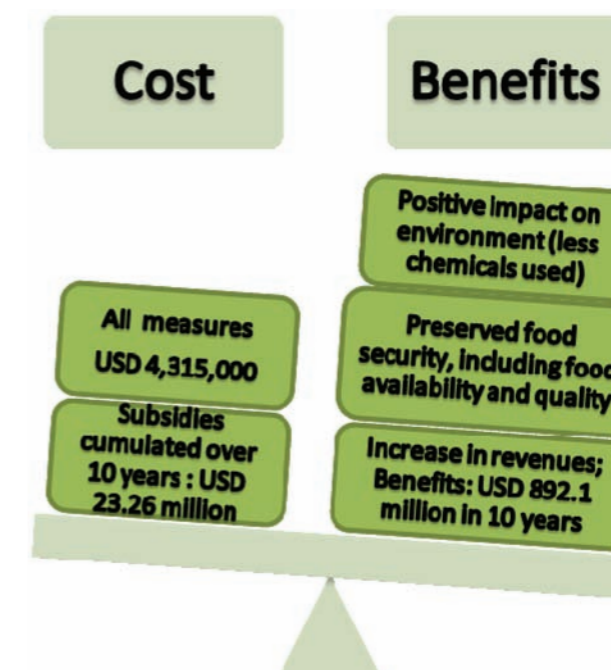 Cost
Benefits
Positive Impact on
environment (less
chemicals used)
All measures
USD 4,315,000
Preserved food
security, including food
availability and quality
Subsidies
cumulated over
10 years : USD
23.26 million
Increase in revenues;
Benefits: USD 892.1
million in 10 years